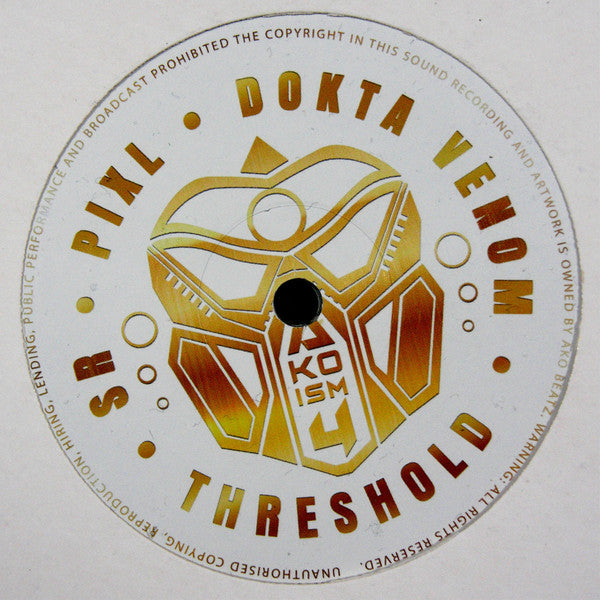 DOKTA VENOM • THRESHOLD • SR • PIXL •
AKO
ISM
4
UNAUTHORISED COPYING, REPRODUCTION, HIRING, LENDING, PUBLIC PERFORMANCE AND BROADCAST PROHIBITED THE COPYRIGHT IN THIS SOUND RECORDING AND ARTWORK IS OWNED BY AKO BEATZ. WARNING: ALL RIGHTS RESERVED.